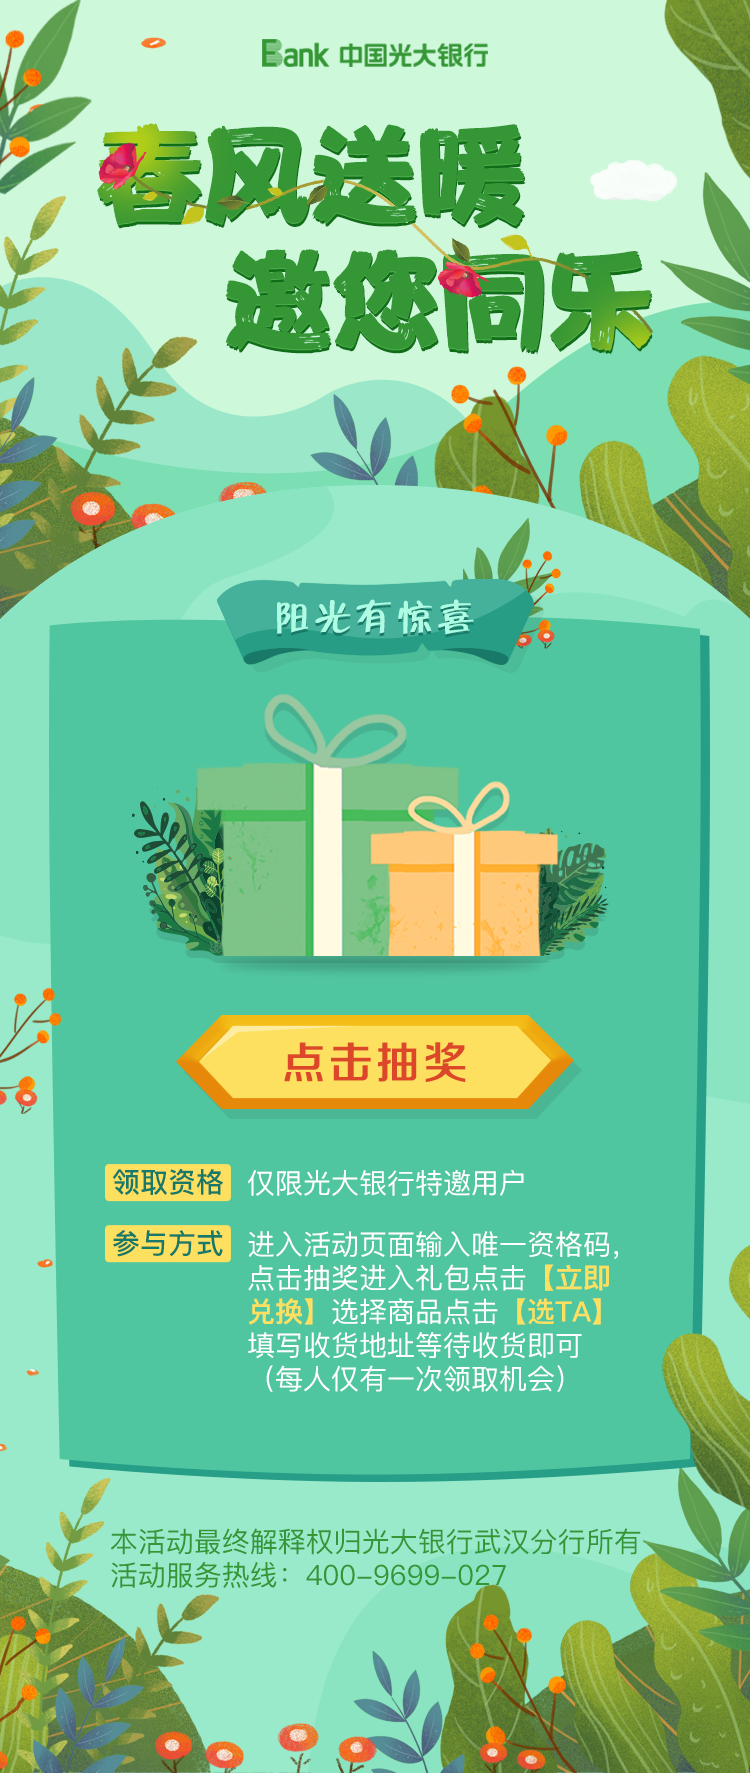 Bank 中国光大银行
春风送暖
邀您同乐
阳光有惊喜
点击抽奖
领取资格 仅限光大银行特邀用户
参与方式 进入活动页面输入唯一资格码,
点击抽奖进入礼包点击【立即
兑换】选择商品点击【选TA】
填写收货地址等待收货即可
（每人仅有一次领取机会）
本活动最终解释权归光大银行武汉分行所有
活动服务热线：400-9699-027